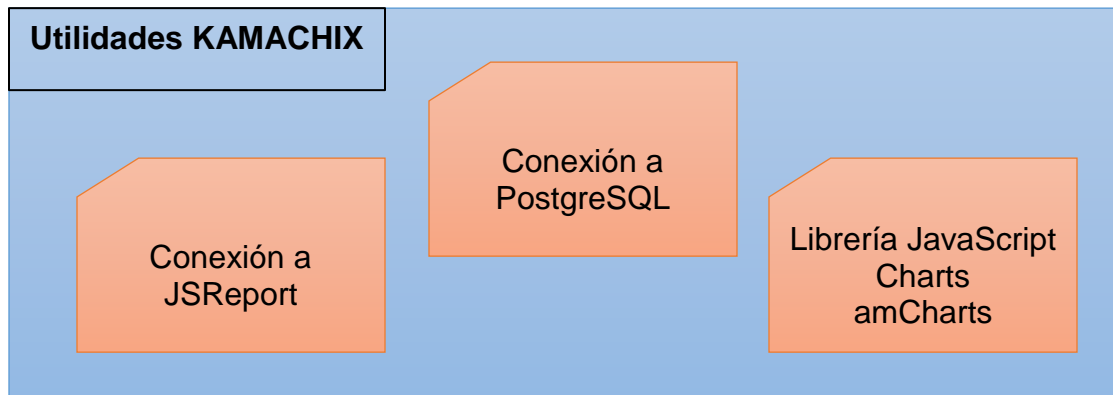 Utilidades KAMACHIX
Conexión a
PostgreSQL
Conexión a
JSReport
Librería JavaScript
Charts
amCharts